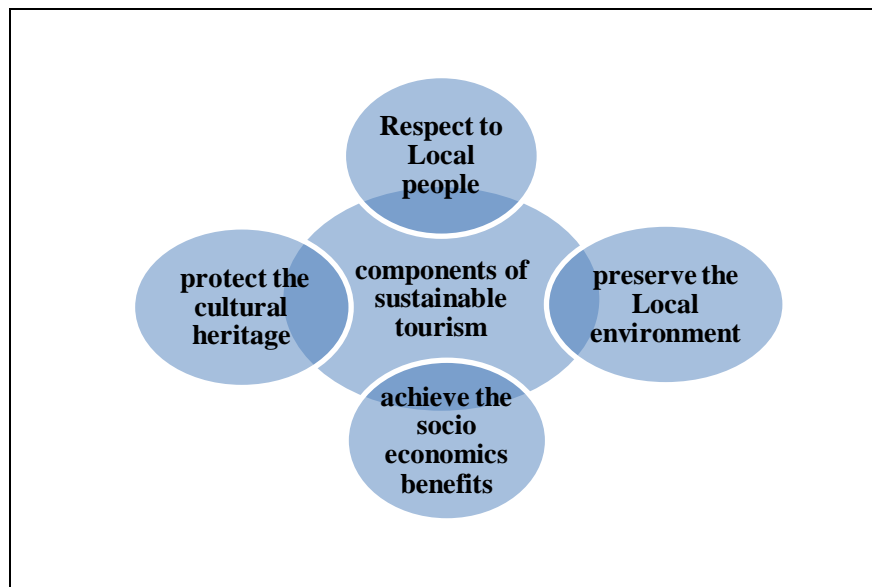 Respect to
Local
people
protect the
cultural
heritage
components of
sustainable
tourism
preserve the
Local
environment
achieve the
socio
economics
benefits